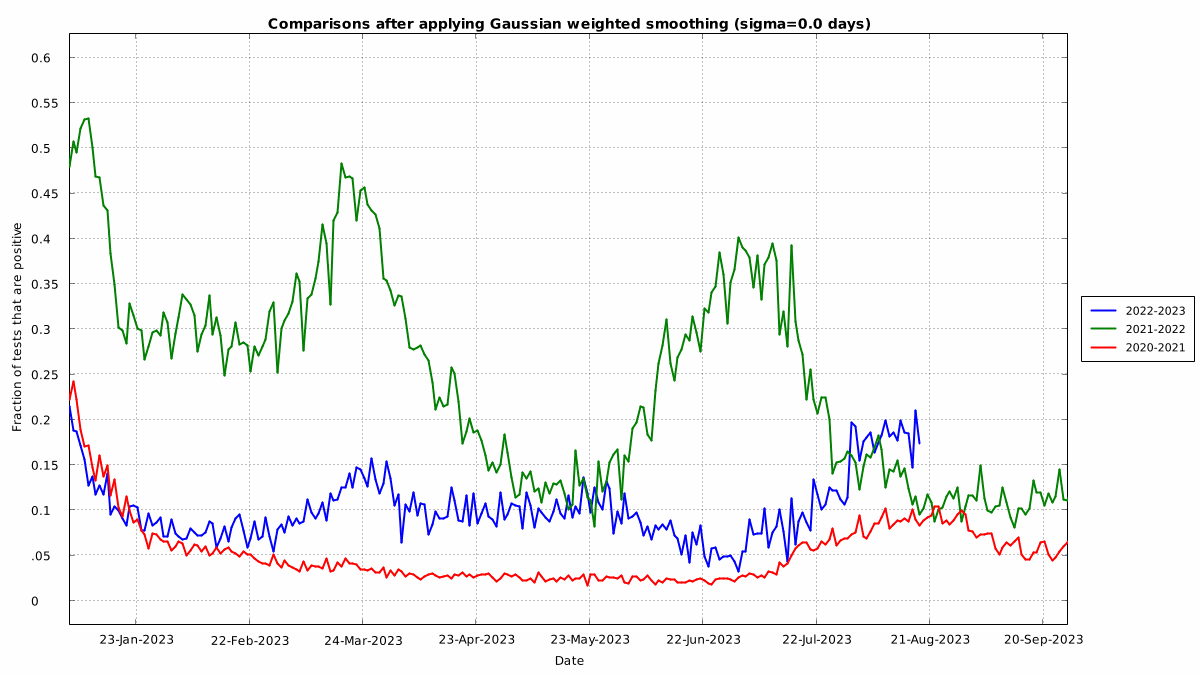 Comparisons after applying Gaussian weighted smoothing (sigma=0.0 days)
0.6
0.55
0.5
0.45
0.4
0.35
0.3
0.25
0.2
0.15
0.1
.05
0
Fraction of tests that are positive
23-Jan-2023
22-Feb-2023
24-Mar-2023
23-Apr-2023
23-May-2023
22-Jun-2023
22-Jul-2023
21-Aug-2023
20-Sep-2023
Date
2022-2023
2021-2022
2020-2021